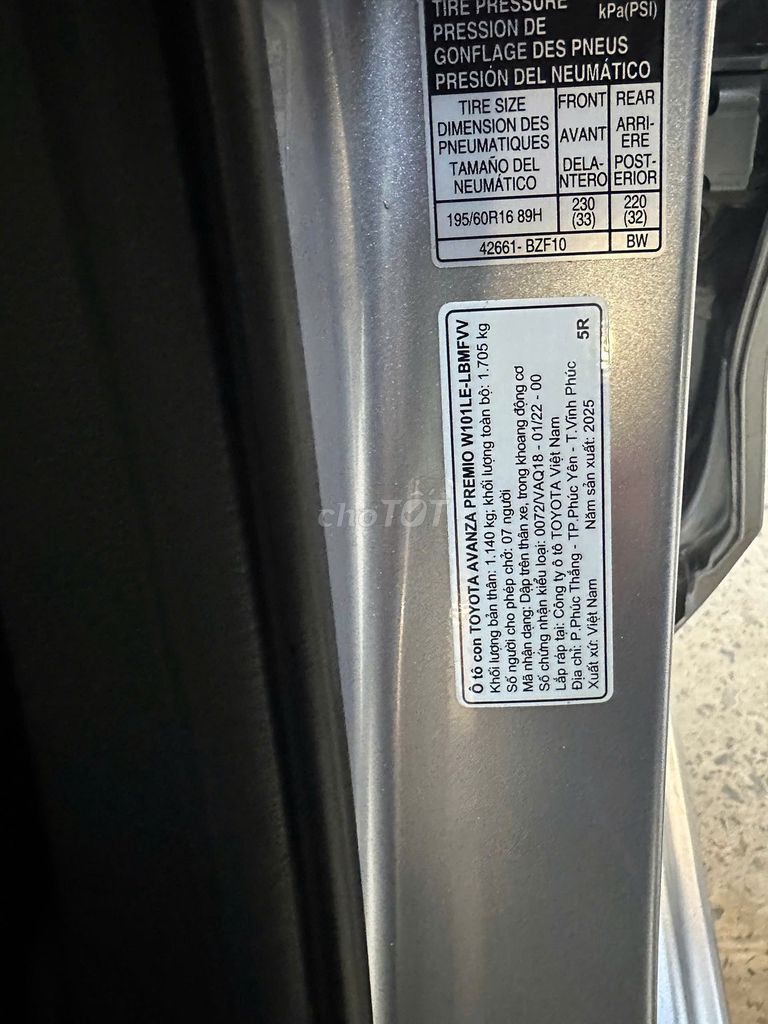 TIRE PRESSURE kPa(PSI)
PRESSION DE
GONFLAGE DES PNEUS
PRESIÓN DEL NEUMÁTICO
TIRE SIZE FRONT REAR
DIMENSION DES PNEUMATIQUES AVANT ARRI-ERE
TAMAÑO DEL NEUMÁTICO DELA-NTERO POST-ERIOR
195/60R16 89H 230 (33) 220 (32)
42661- BZF10 BW
Ô tô con TOYOTA AVANZA PREMIO W101LE-LBMFVV
Khối lượng bản thân: 1.140 kg; khối lượng toàn bộ: 1.705 kg
Số người cho phép chở: 07 người
Mã nhận dạng: Dập trên thân xe, trong khoang động cơ
Số chứng nhận kiểu loại: 0072/VAQ18 - 01/22 - 00
Lắp ráp tại: Công ty ô tô TOYOTA Việt Nam
Địa chỉ: P.Phúc Thắng - TP.Phúc Yên - T.Vĩnh Phúc
Xuất xứ: Việt Nam Năm sản xuất: 2025 5R
choTỐT